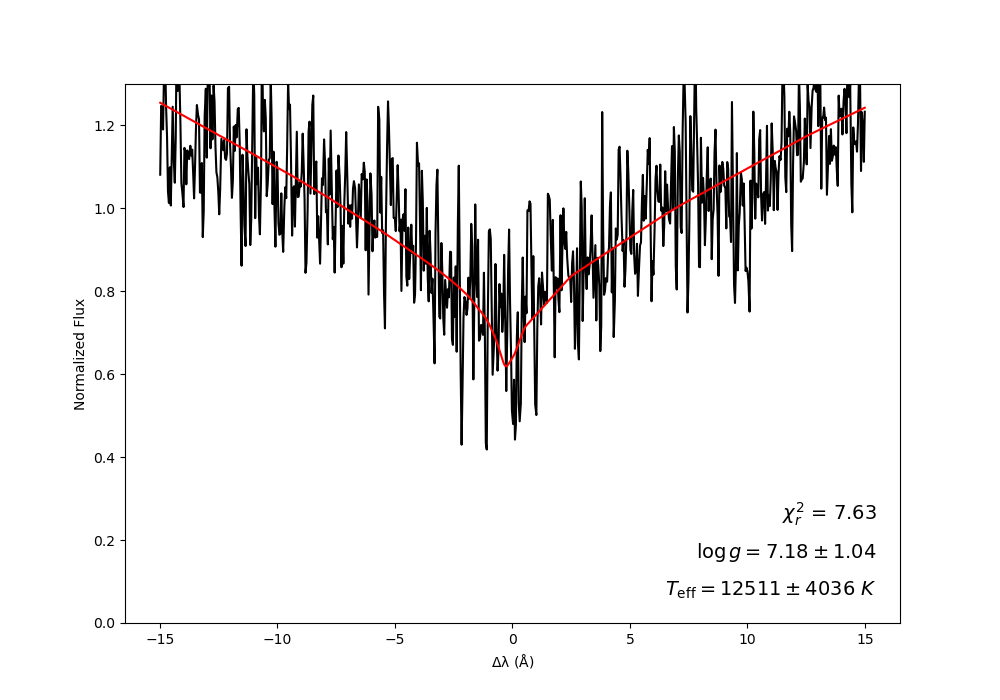 1.2
1.0
0.8
0.6
0.4
0.2
0.0
Normalized Flux
χ²ᵣ = 7.63
log g = 7.18 ± 1.04
T_eff = 12511 ± 4036 K
−15 −10 −5 0 5 10 15
Δλ (Å)